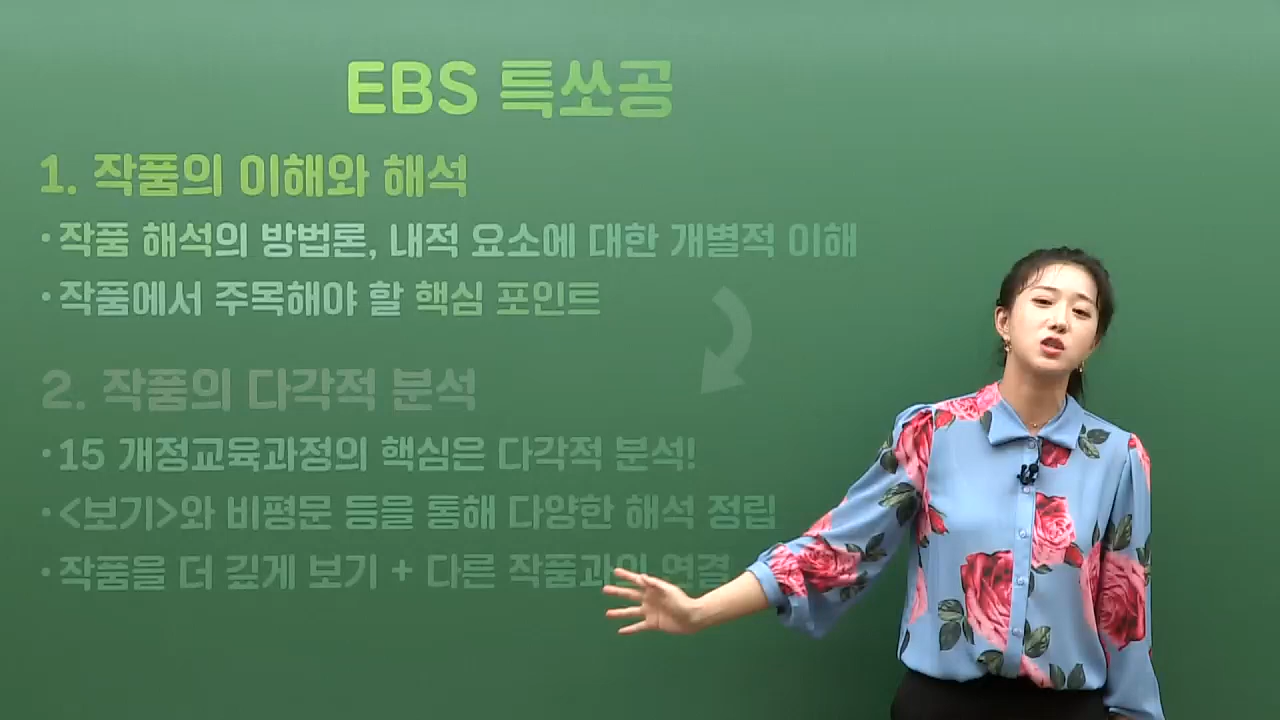 EBS 특쏘공
1. 작품의 이해와 해석
·작품 해석의 방법론, 내적 요소에 대한 개별적 이해
·작품에서 주목해야 할 핵심 포인트
2. 작품의 다각적 분석
·15 개정교육과정의 핵심은 다각적 분석!
·<보기>와 비평문 등을 통해 다양한 해석 정립
·작품을 더 깊게 보기 + 다른 작품과의 연결